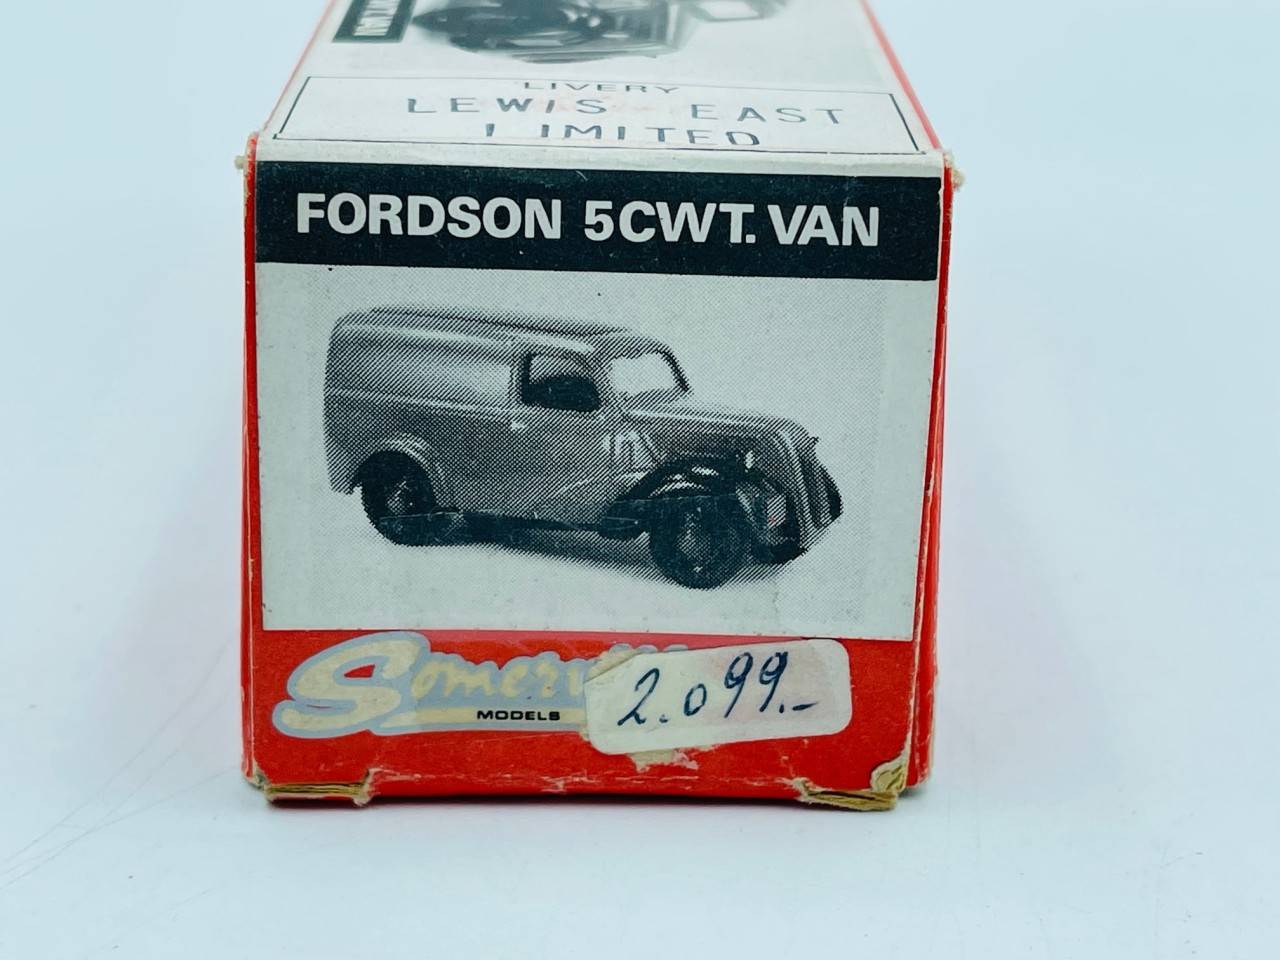 LIVERY
LEWIS EAST
LIMITED
FORDSON 5CWT. VAN
MODELS
2.099.-